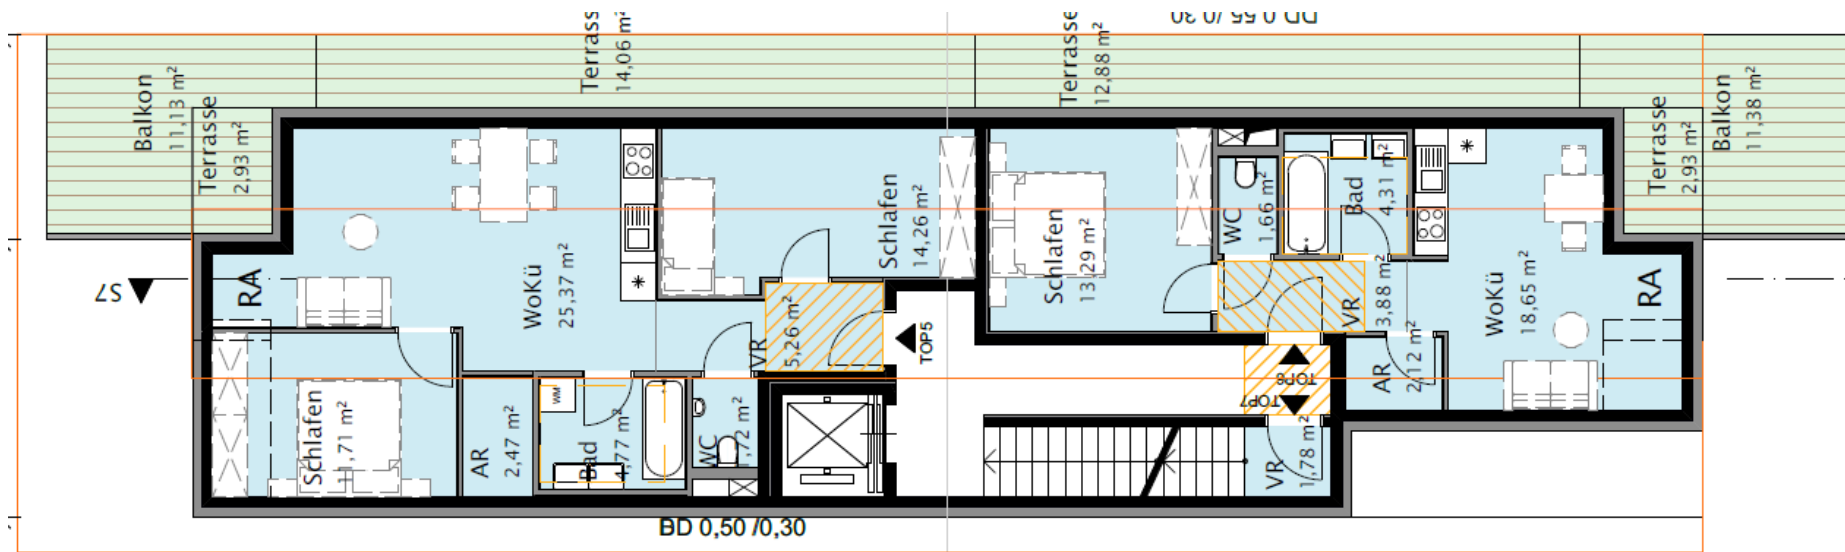 DD 0,55 /0,30
Balkon
11,13 m²
Terrasse
2,93 m²
Terrasse
14,06 m²
Terrasse
12,88 m²
Terrasse
2,93 m²
Balkon
11,38 m²
S7
RA
WoKü
25,37 m²
Schlafen
14,26 m²
Schlafen
13,29 m²
WC
1,66 m²
Bad
4,31 m²
VR
3,88 m²
WoKü
18,65 m²
RA
VR
5,26 m²
TOP5
TOP8
TOP7
AR
2,12 m²
Schlafen
11,71 m²
AR
2,47 m²
WM
Bad
4,77 m²
WC
1,72 m²
VR
1,78 m²
BD 0,50 /0,30